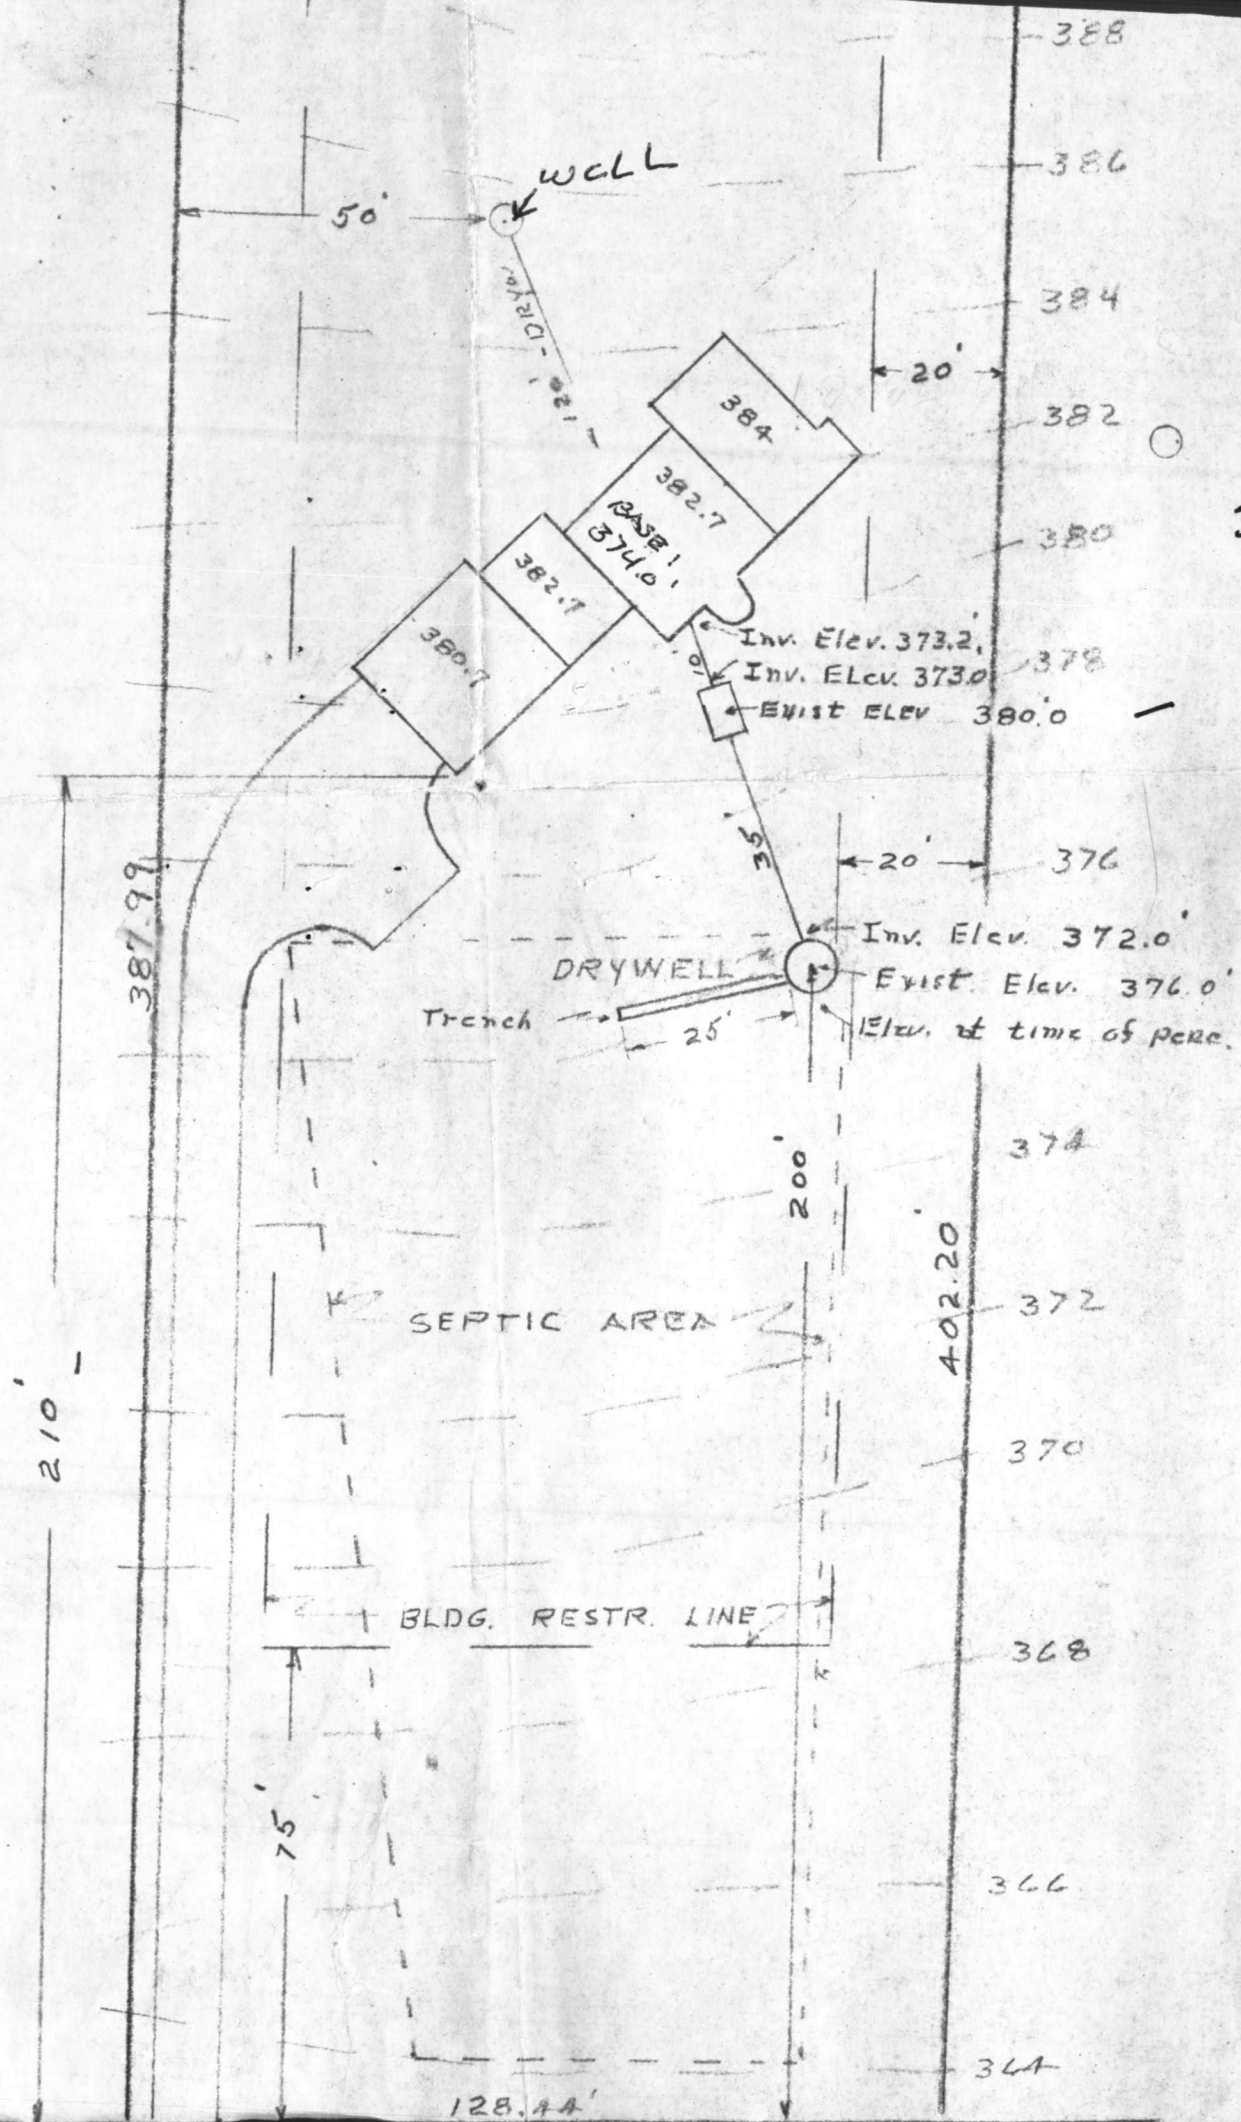 388
WELL
386
50'
384
20'
384
382
382.7
BASE!
374.0'
380
382.7
Inv. Elev. 373.2'
380.7
10'
Inv. ELev. 373.0
378
Exist ELEV 380.0'
35'
20'
376
387.99
Inv. Elev. 372.0'
DRYWELL
Exist. Elev. 376.0'
Trench
25'
Elev. at time of perc.
374
200'
402.20'
372
SEPTIC AREA
210'
370
BLDG. RESTR. LINE
368
75'
366
364
128.44'